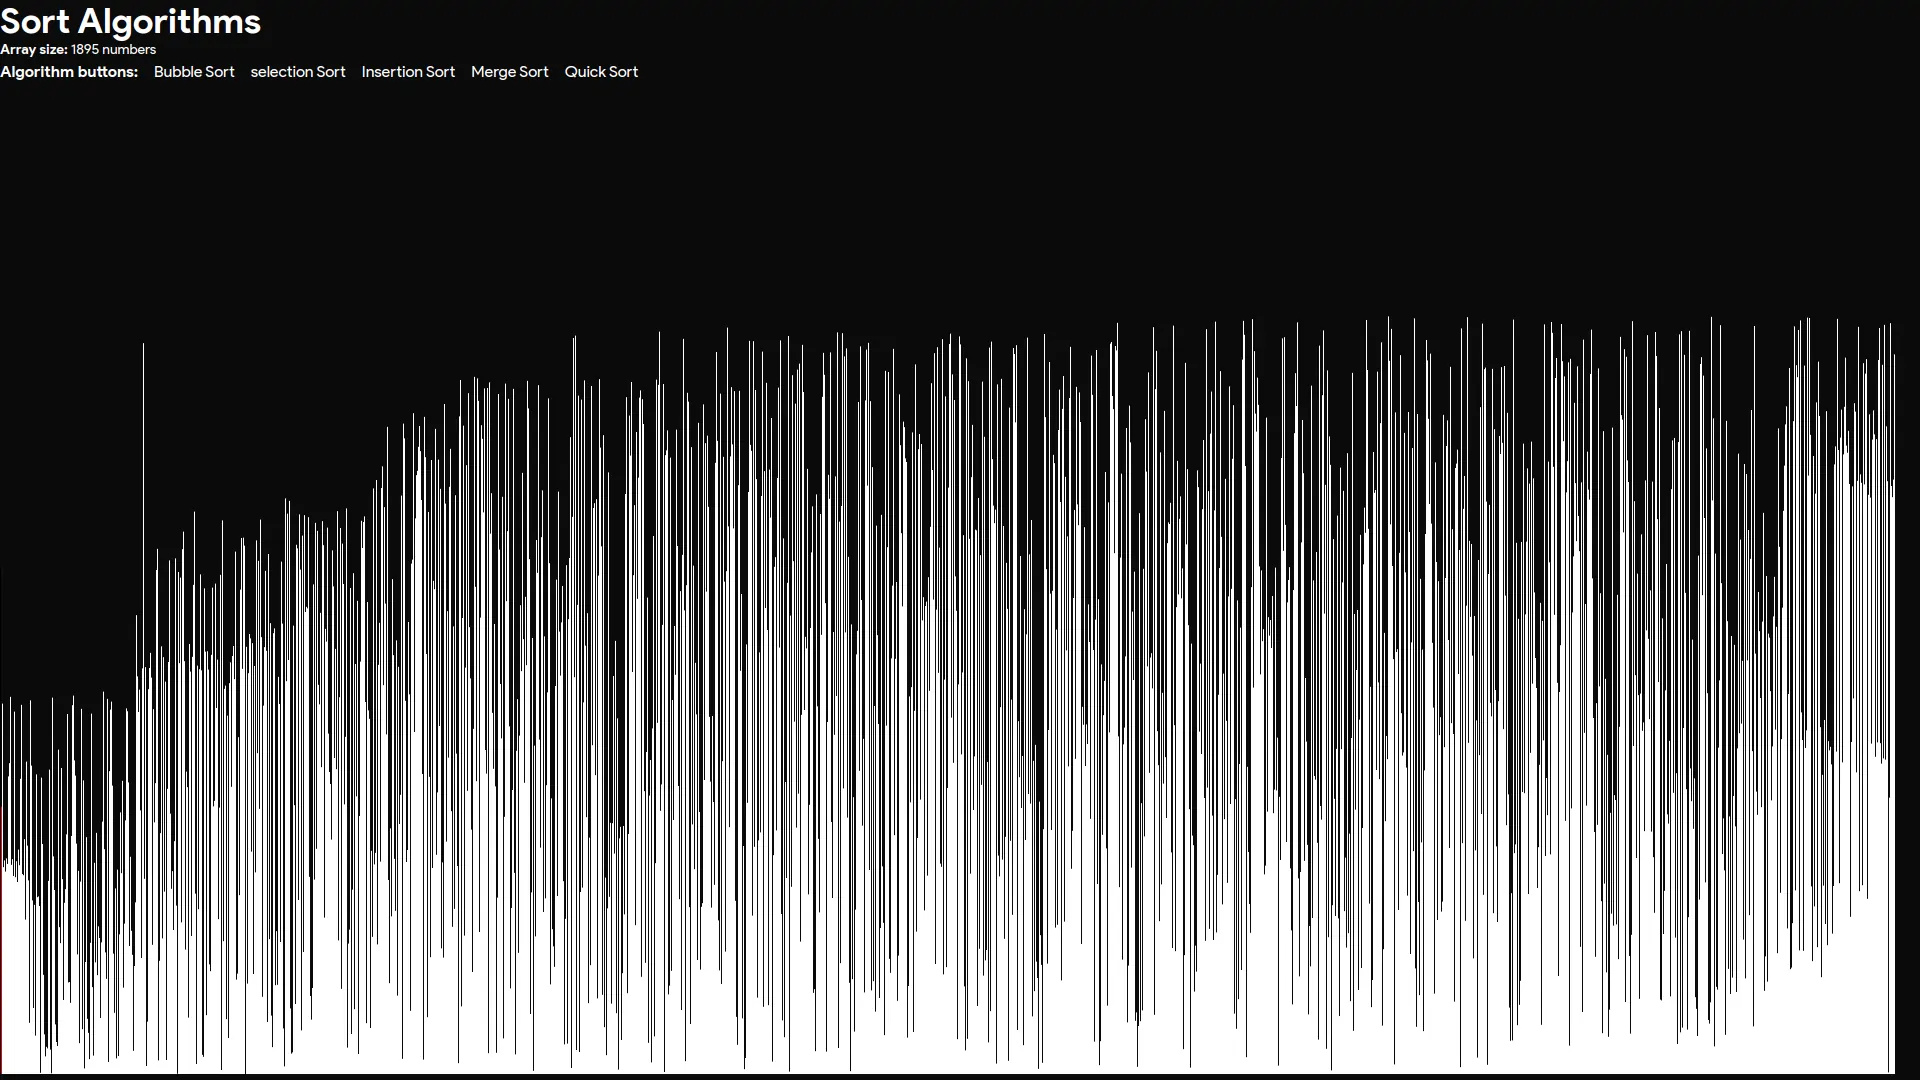 Sort Algorithms
Array size: 1895 numbers
Algorithm buttons: Bubble Sort selection Sort Insertion Sort Merge Sort Quick Sort